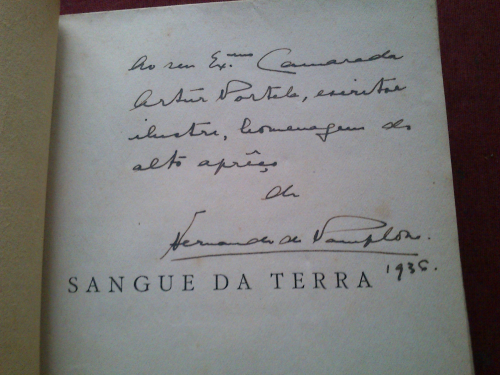 Ao seu Ex.mo Camarada
Artur Portela, escritor
ilustre, homenagem do
alto aprêço
de
Fernando de Pamplona.
SANGUE DA TERRA